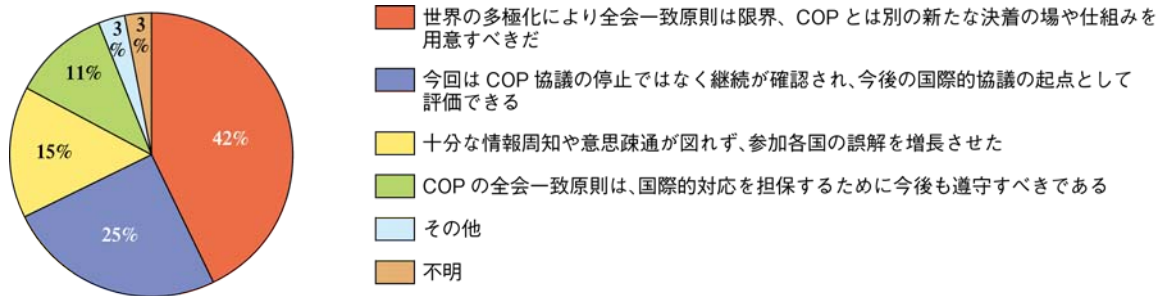 3
%
3
%
11%
42%
15%
25%
世界の多極化により全会一致原則は限界、COPとは別の新たな決着の場や仕組みを
用意すべきだ
今回はCOP協議の停止ではなく継続が確認され、今後の国際的協議の起点として
評価できる
十分な情報周知や意思疎通が図れず、参加各国の誤解を増長させた
COPの全会一致原則は、国際的対応を担保するために今後も遵守すべきである
その他
不明